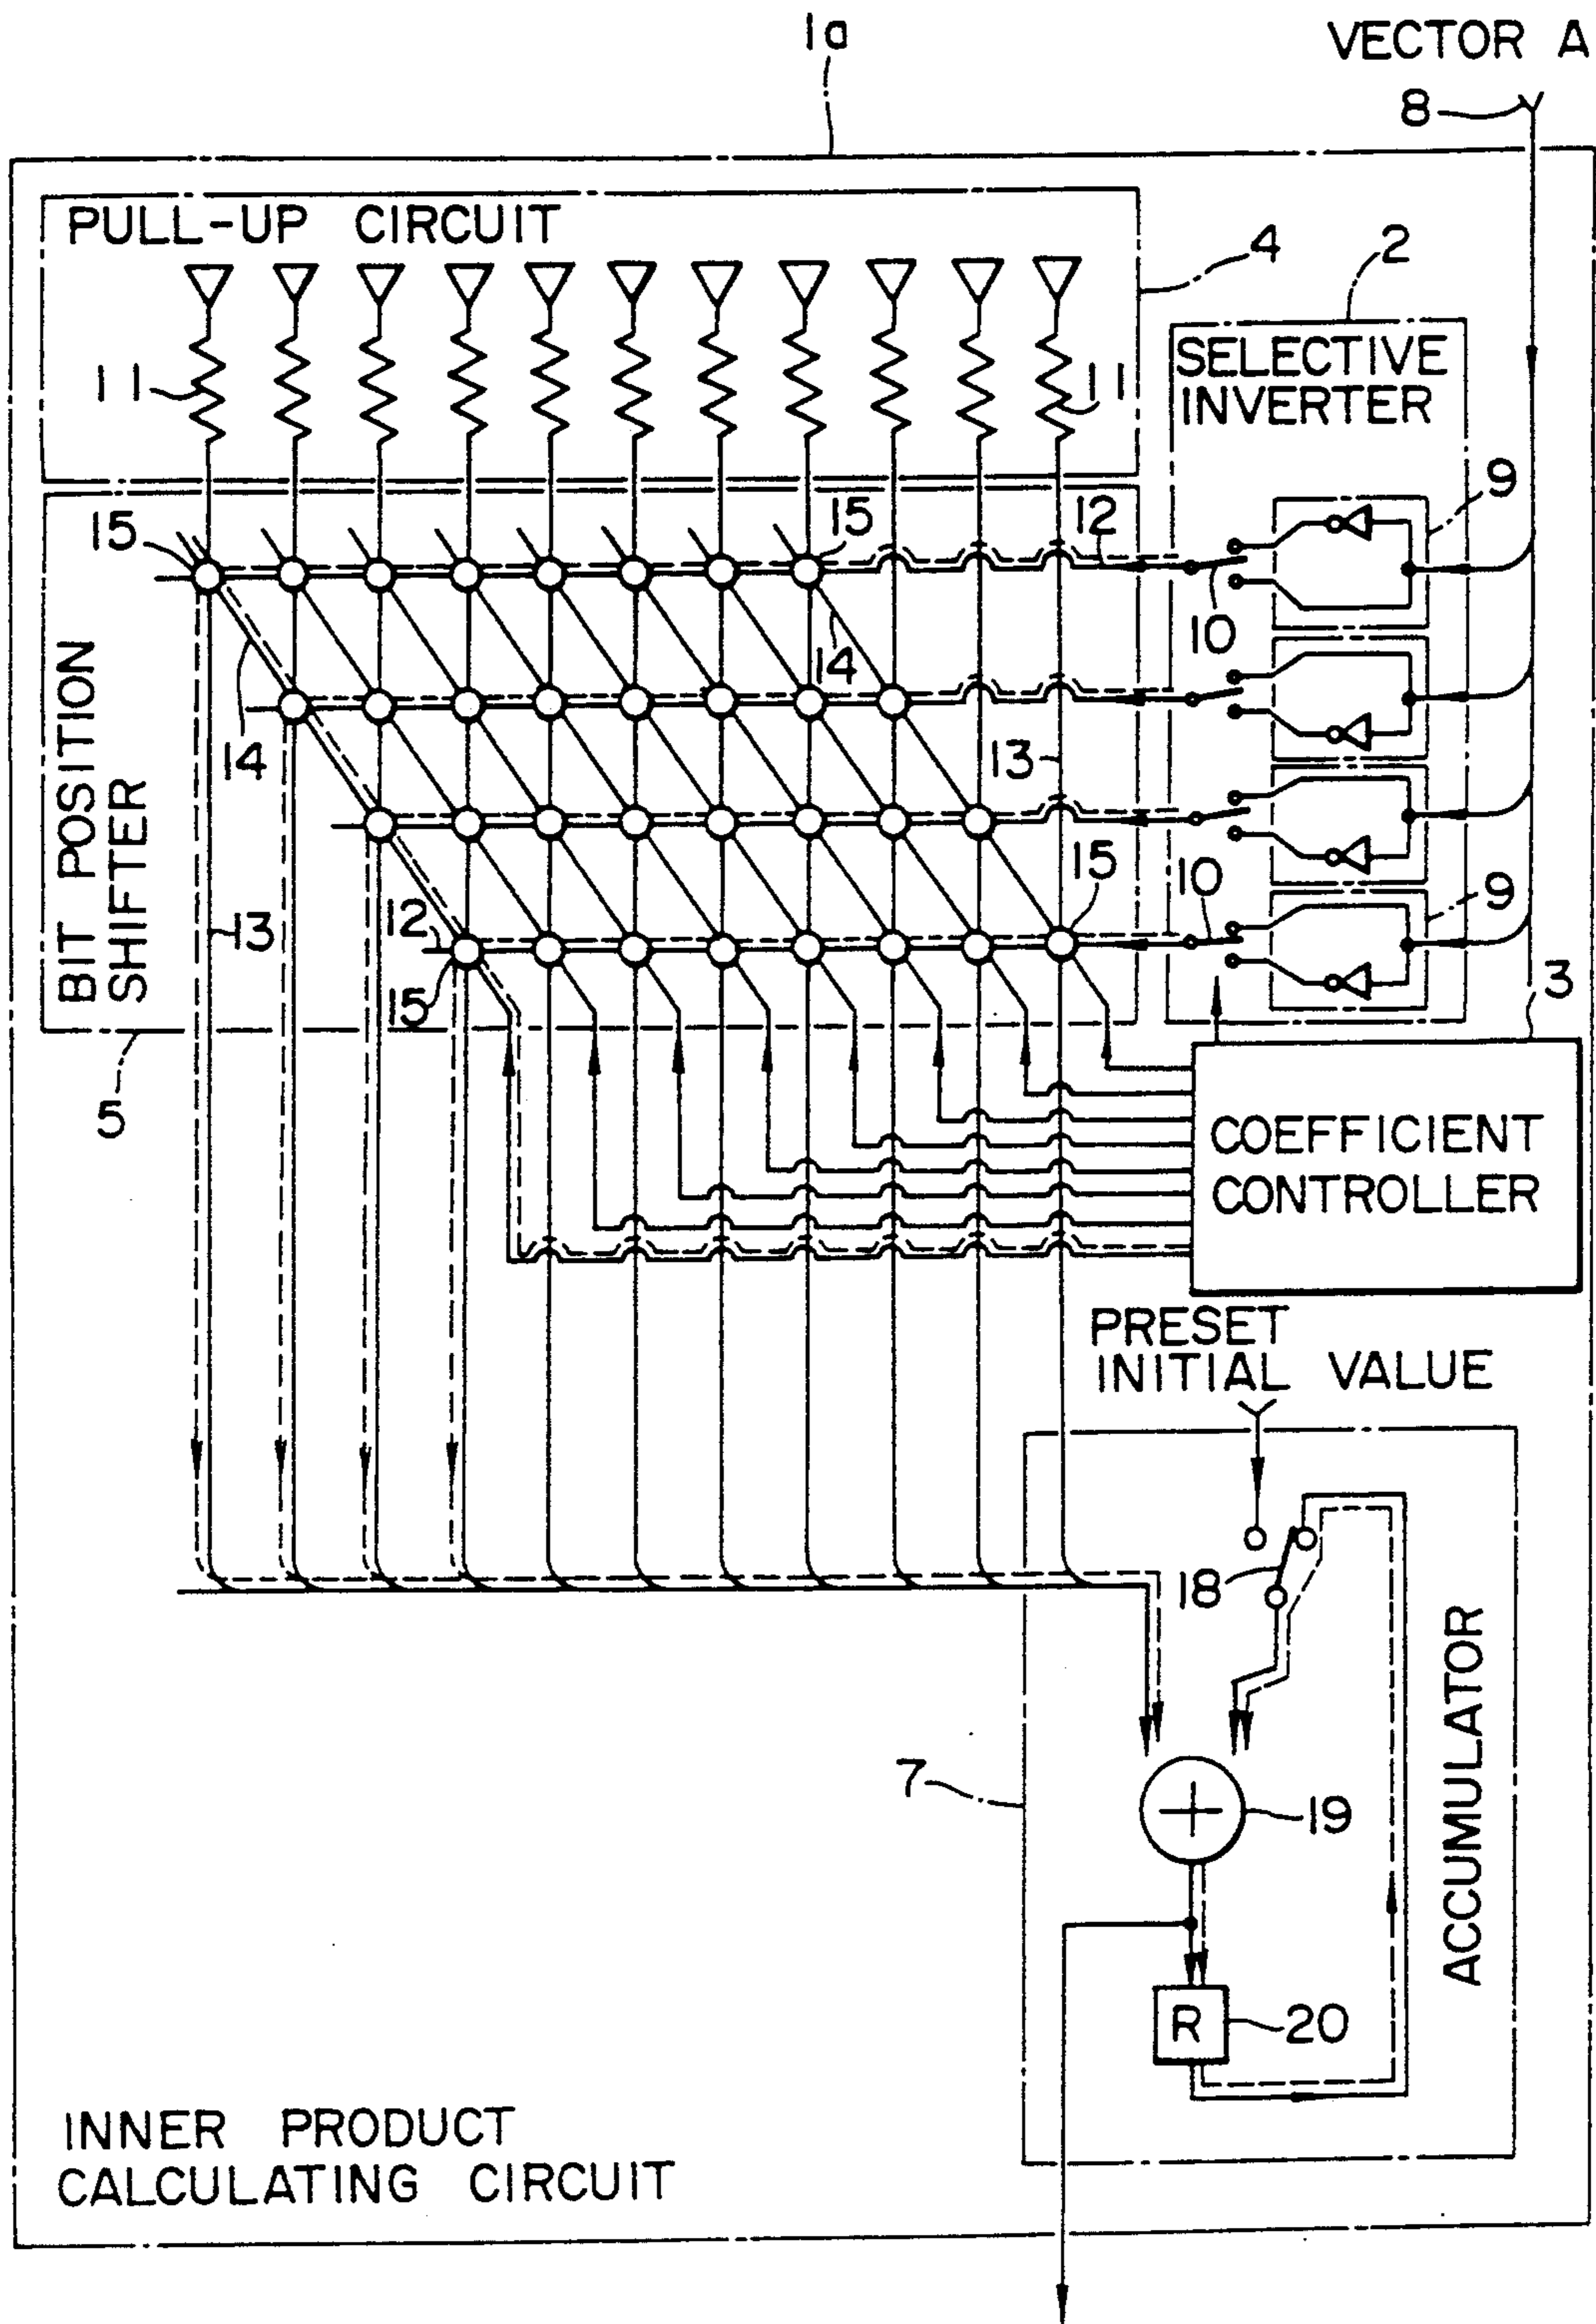 1a
VECTOR A
8
PULL-UP CIRCUIT
4
2
SELECTIVE
INVERTER
11
11
9
15
15
12
10
14
14
BIT POSITION
SHIFTER
13
13
15
10
9
12
15
3
5
COEFFICIENT
CONTROLLER
PRESET
INITIAL VALUE
18
ACCUMULATOR
7
19
R
20
INNER PRODUCT
CALCULATING CIRCUIT